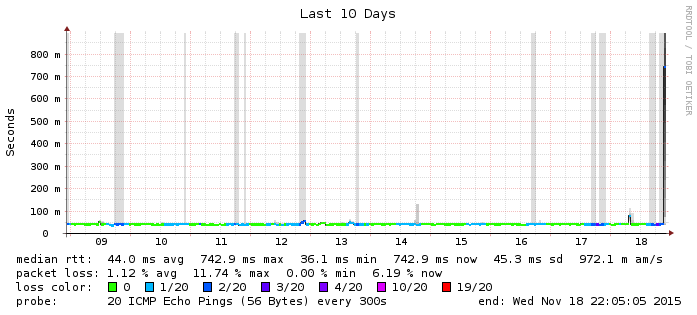 Last 10 Days
RRDTOOL / TOBI OETIKER
Seconds
800 m
700 m
600 m
500 m
400 m
300 m
200 m
100 m
0
09 10 11 12 13 14 15 16 17 18
median rtt: 44.0 ms avg 742.9 ms max 36.1 ms min 742.9 ms now 45.3 ms sd 972.1 m am/s
packet loss: 1.12 % avg 11.74 % max 0.00 % min 6.19 % now
loss color: 0 1/20 2/20 3/20 4/20 10/20 19/20
probe: 20 ICMP Echo Pings (56 Bytes) every 300s end: Wed Nov 18 22:05:05 2015